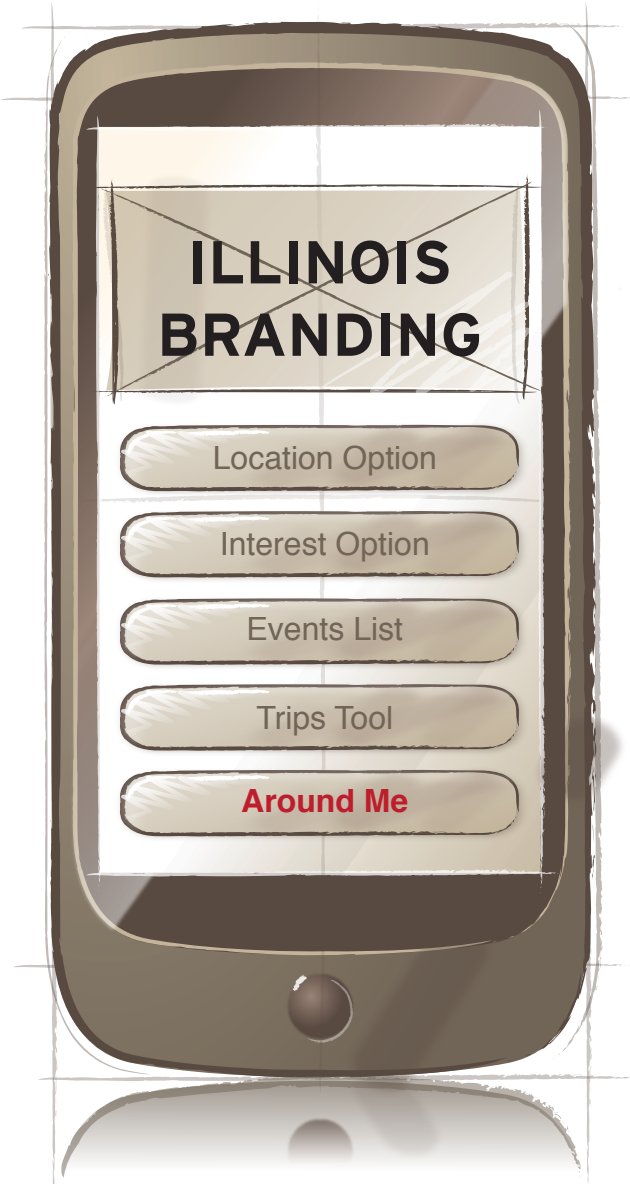 ILLINOIS
BRANDING
Location Option
Interest Option
Events List
Trips Tool
Around Me